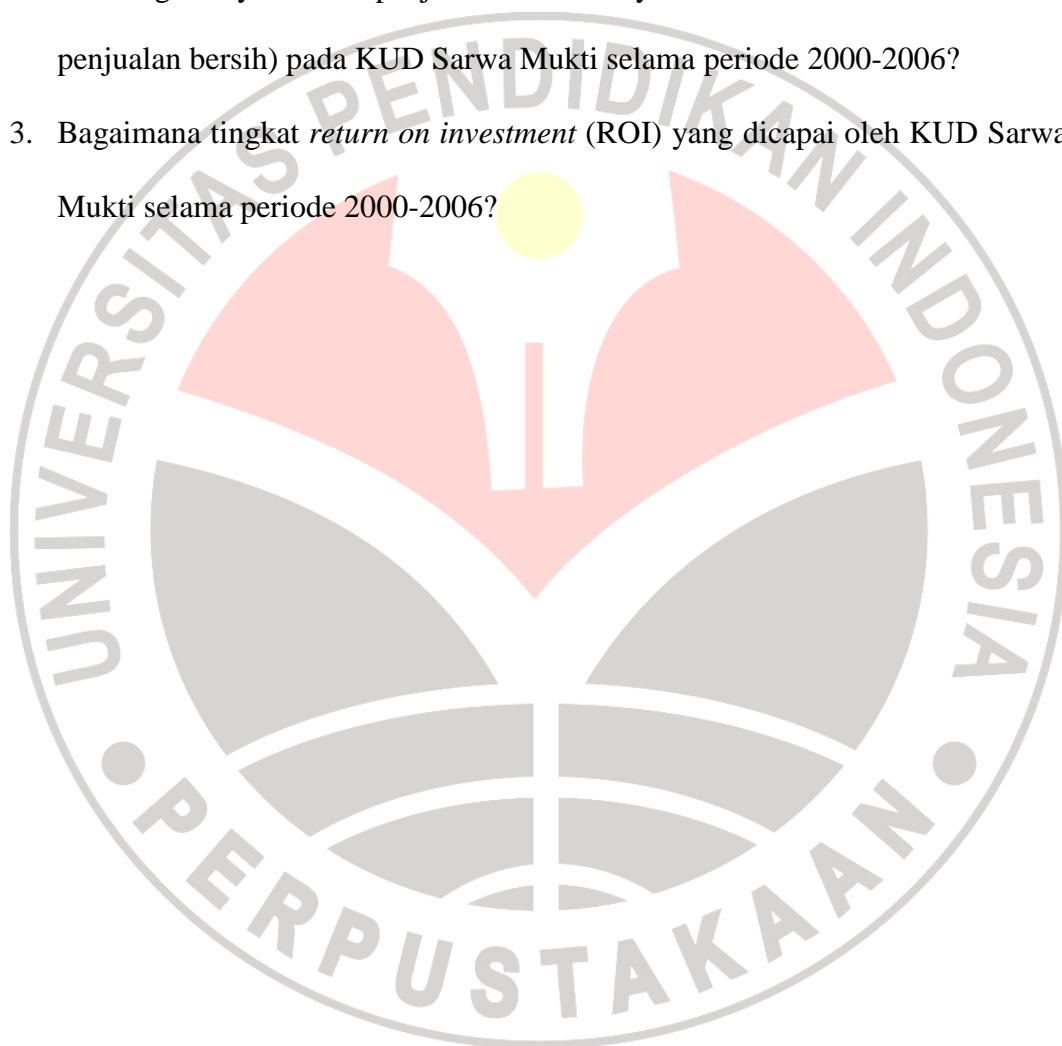 penjualan bersih) pada KUD Sarwa Mukti selama periode 2000-2006?
3. Bagaimana tingkat return on investment (ROI) yang dicapai oleh KUD Sarwa
Mukti selama periode 2000-2006?
UNIVERSITAS PENDIDIKAN INDONESIA
PERPUSTAKAAN